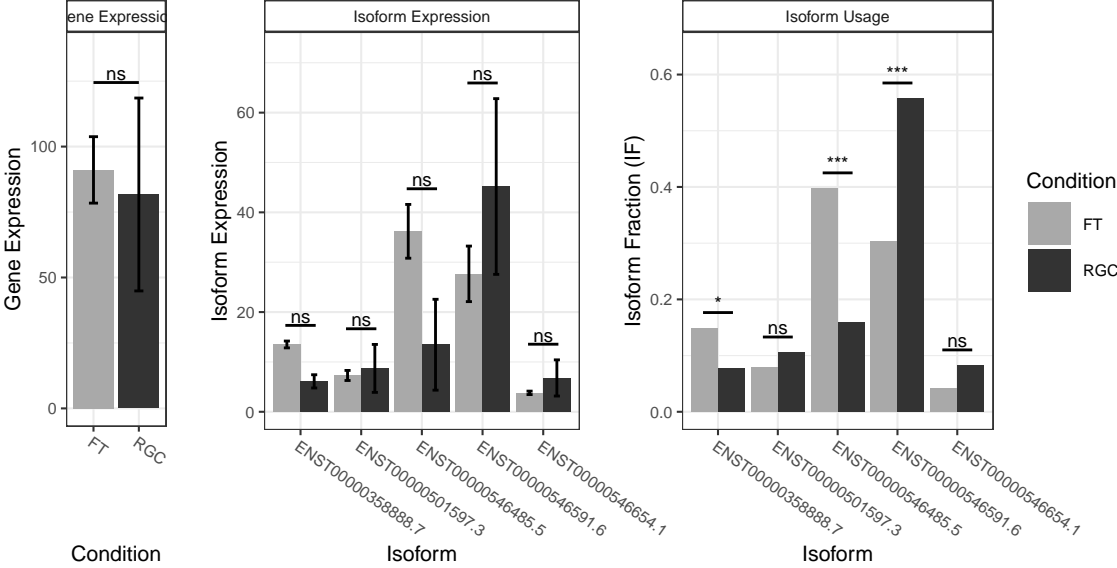 ene Expressio
Gene Expression
100
50
0
ns
FT
RGC
Condition
Isoform Expression
Isoform Expression
60
40
20
0
ns
ns
ns
ns
ns
ENST00000358888.7
ENST00000501597.3
ENST00000546485.5
ENST00000546591.6
ENST00000546654.1
Isoform
Isoform Usage
Isoform Fraction (IF)
0.6
0.4
0.2
0.0
*
ns
***
***
ns
ENST00000358888.7
ENST00000501597.3
ENST00000546485.5
ENST00000546591.6
ENST00000546654.1
Isoform
Condition
FT
RGC